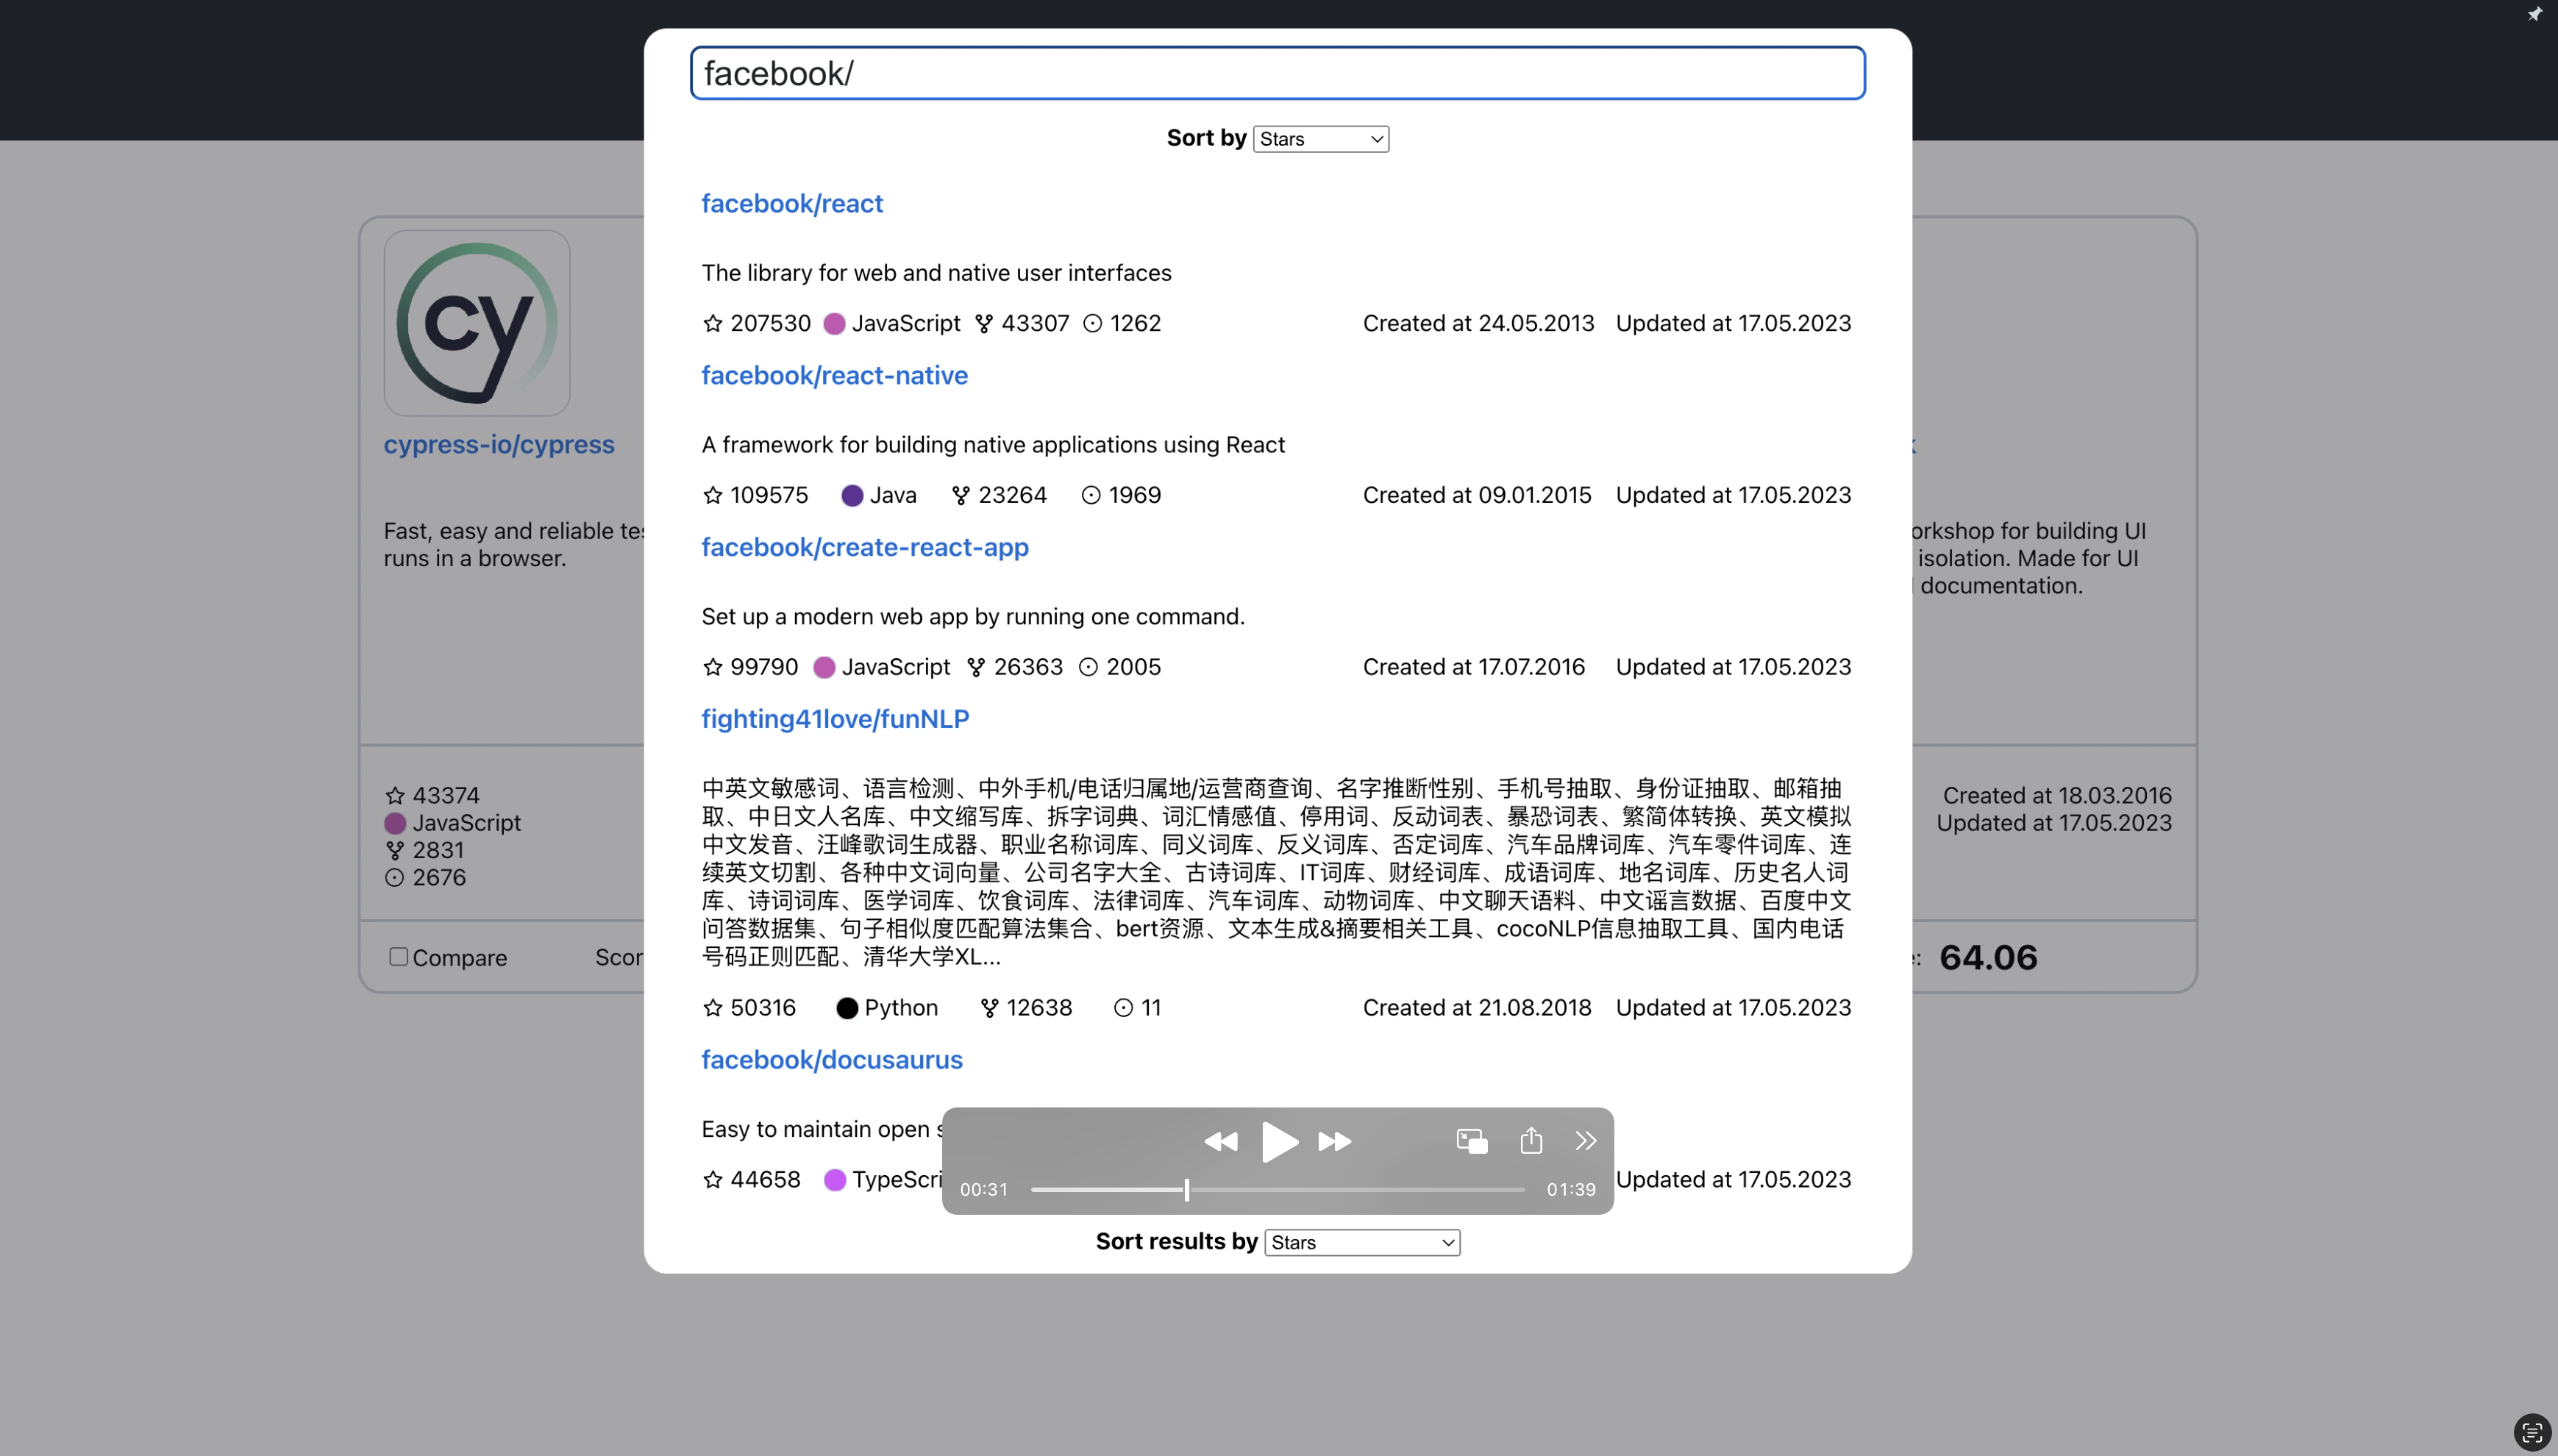 facebook/
Sort by Stars
facebook/react
The library for web and native user interfaces
207530 JavaScript 43307 1262 Created at 24.05.2013 Updated at 17.05.2023
facebook/react-native
A framework for building native applications using React
109575 Java 23264 1969 Created at 09.01.2015 Updated at 17.05.2023
facebook/create-react-app
Set up a modern web app by running one command.
99790 JavaScript 26363 2005 Created at 17.07.2016 Updated at 17.05.2023
fighting41love/funNLP
中英文敏感词、语言检测、中外手机/电话归属地/运营商查询、名字推断性别、手机号抽取、身份证抽取、邮箱抽
取、中日文人名库、中文缩写库、拆字词典、词汇情感值、停用词、反动词表、暴恐词表、繁简体转换、英文模拟
中文发音、汪峰歌词生成器、职业名称词库、同义词库、反义词库、否定词库、汽车品牌词库、汽车零件词库、连
续英文切割、各种中文词向量、公司名字大全、古诗词库、IT词库、财经词库、成语词库、地名词库、历史名人词
库、诗词词库、医学词库、饮食词库、法律词库、汽车词库、动物词库、中文聊天语料、中文谣言数据、百度中文
问答数据集、句子相似度匹配算法集合、bert资源、文本生成&摘要相关工具、cocoNLP信息抽取工具、国内电话
号码正则匹配、清华大学XL...
50316 Python 12638 11 Created at 21.08.2018 Updated at 17.05.2023
facebook/docusaurus
Easy to maintain open s
44658 TypeScri Updated at 17.05.2023
00:31 01:39
Sort results by Stars
cy
cypress-io/cypress
Fast, easy and reliable tes
runs in a browser.
43374
JavaScript
2831
2676
Compare Scor
orkshop for building UI
isolation. Made for UI
documentation.
Created at 18.03.2016
Updated at 17.05.2023
64.06